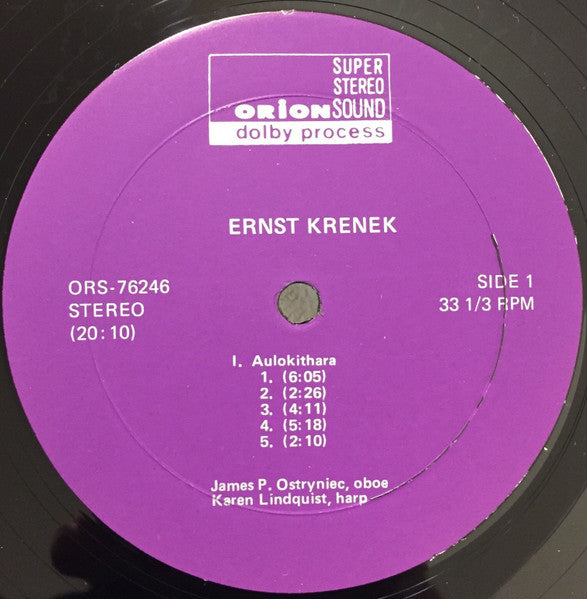 SUPER
STEREO
ORION SOUND
dolby process
ERNST KRENEK
ORS-76246
STEREO
(20:10)
SIDE 1
33 1/3 RPM
I. Aulokithara
1. (6:05)
2. (2:26)
3. (4:11)
4. (5:18)
5. (2:10)
James P. Ostryniec, oboe
Karen Lindquist, harp